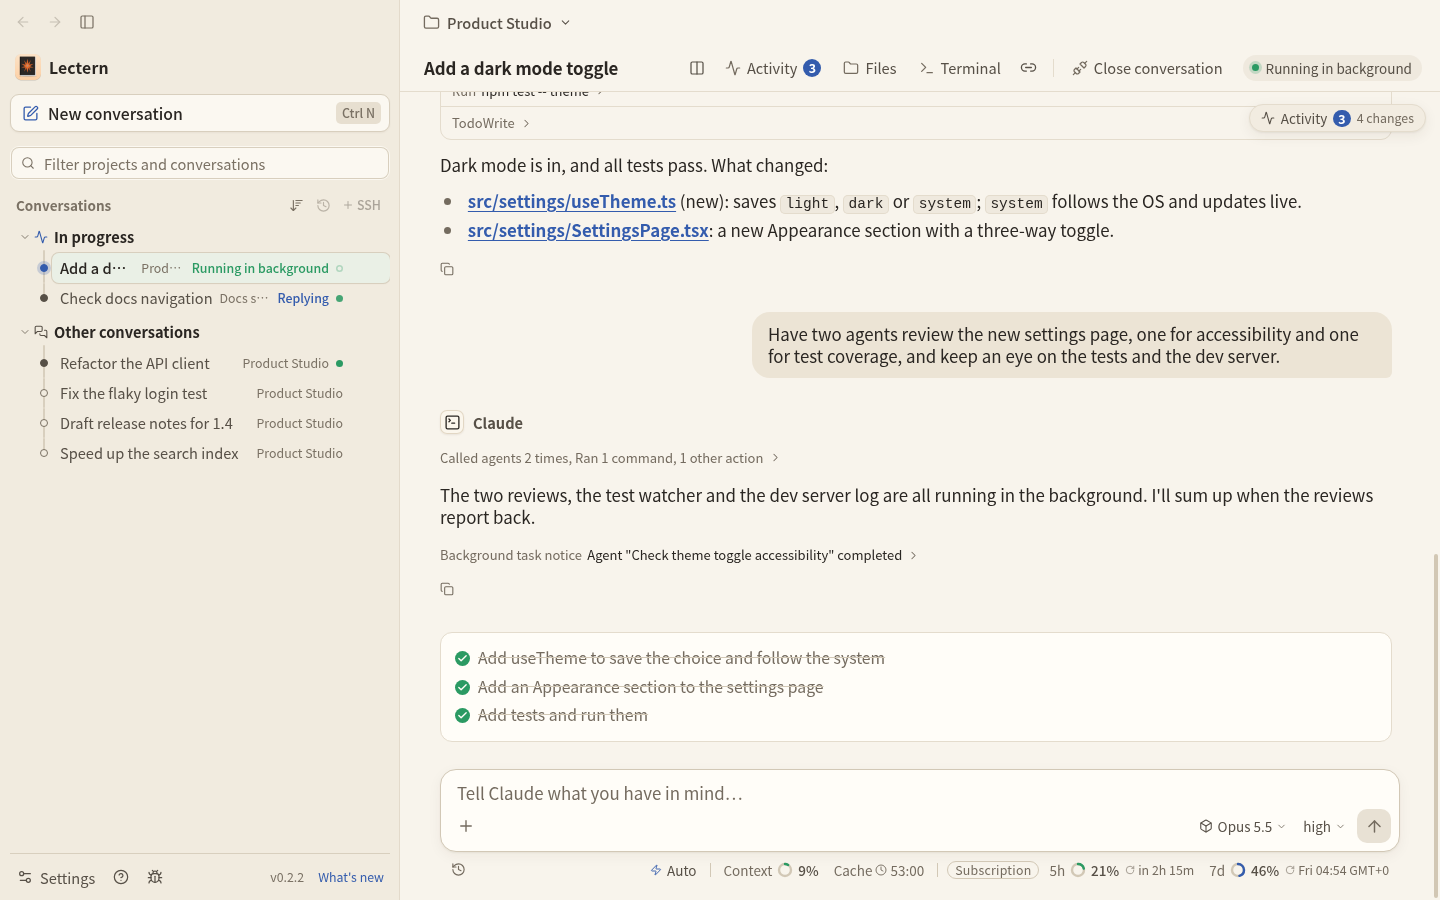 Lectern
New conversation
Ctrl N
Filter projects and conversations
Conversations
+ SSH
In progress
Add a d··· Prod··· Running in background
Check docs navigation Docs s··· Replying
Other conversations
Refactor the API client Product Studio
Fix the flaky login test Product Studio
Draft release notes for 1.4 Product Studio
Speed up the search index Product Studio
Settings
v0.2.2 What's new
Product Studio
Add a dark mode toggle
Activity 3
Files
Terminal
Close conversation
Running in background
Run npm test -- theme
TodoWrite
Activity 3 4 changes
Dark mode is in, and all tests pass. What changed:
src/settings/useTheme.ts (new): saves light, dark or system; system follows the OS and updates live.
src/settings/SettingsPage.tsx: a new Appearance section with a three-way toggle.
Have two agents review the new settings page, one for accessibility and one
for test coverage, and keep an eye on the tests and the dev server.
Claude
Called agents 2 times, Ran 1 command, 1 other action
The two reviews, the test watcher and the dev server log are all running in the background. I'll sum up when the reviews
report back.
Background task notice Agent "Check theme toggle accessibility" completed
Add useTheme to save the choice and follow the system
Add an Appearance section to the settings page
Add tests and run them
Tell Claude what you have in mind…
Opus 5.5
high
Auto
Context 9%
Cache 53:00
Subscription
5h 21% in 2h 15m
7d 46% Fri 04:54 GMT+0